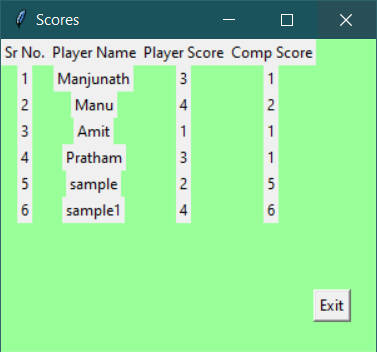 Scores
Sr No. Player Name Player Score Comp Score
1 Manjunath 3 1
2 Manu 4 2
3 Amit 1 1
4 Pratham 3 1
5 sample 2 5
6 sample1 4 6
Exit